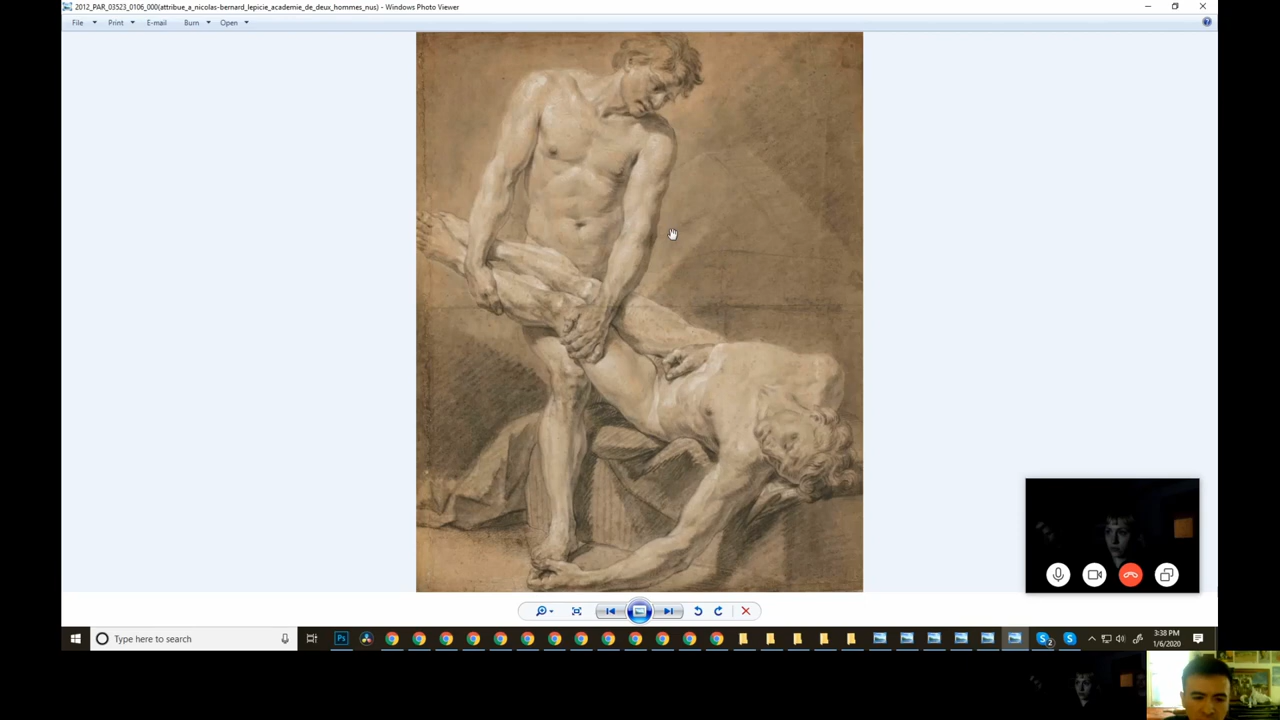 2012_PAR_03523_0106_000(attribue_a_nicolas-bernard_lepicie_academie_de_deux_hommes_nus) - Windows Photo Viewer
File Print E-mail Burn Open
Type here to search
3:38 PM
1/6/2020